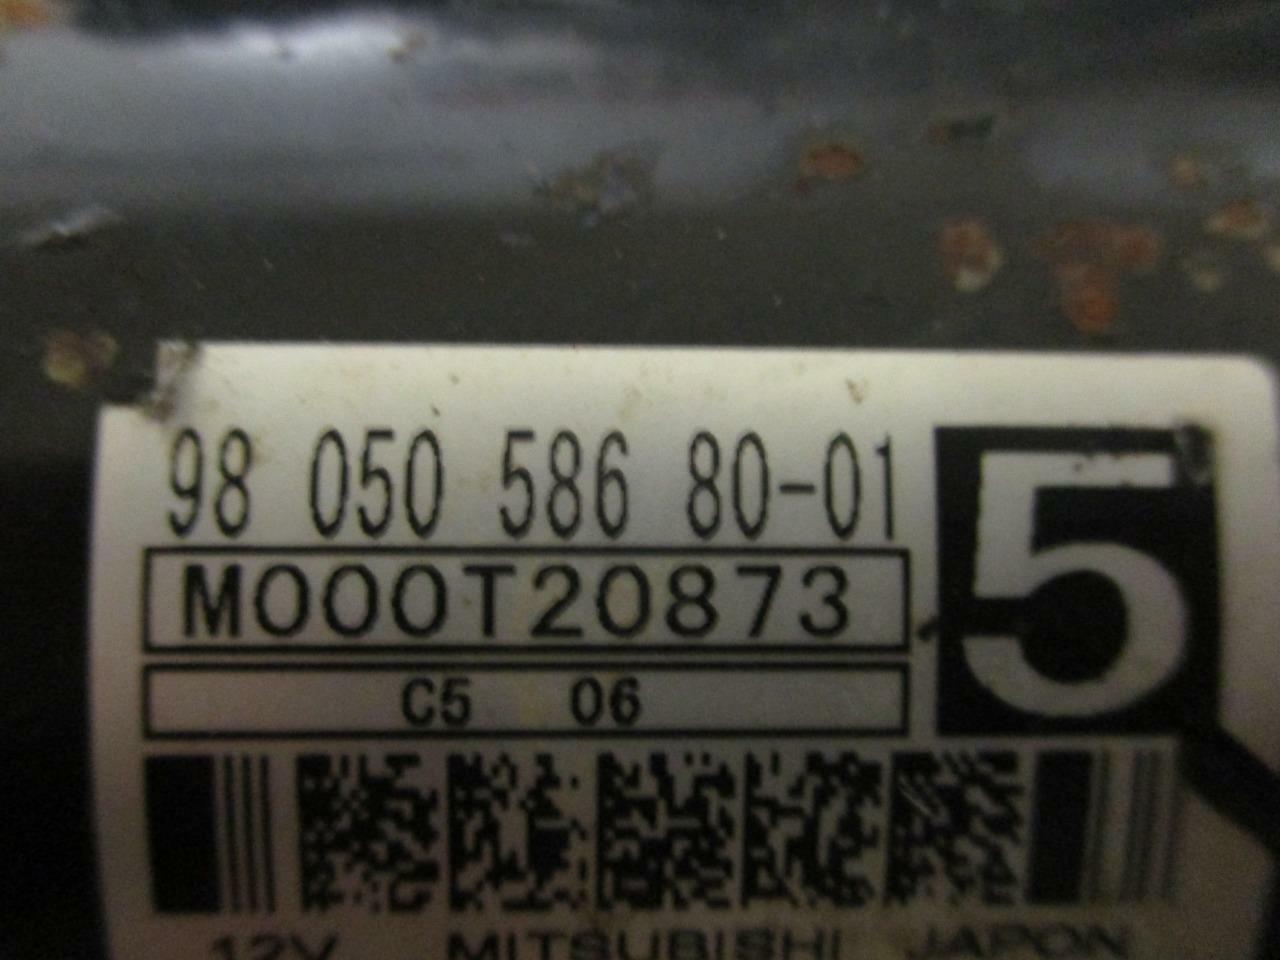 98 050 586 80-01
5
M000T20873
C5 06
12V MITSUBISHI JAPON